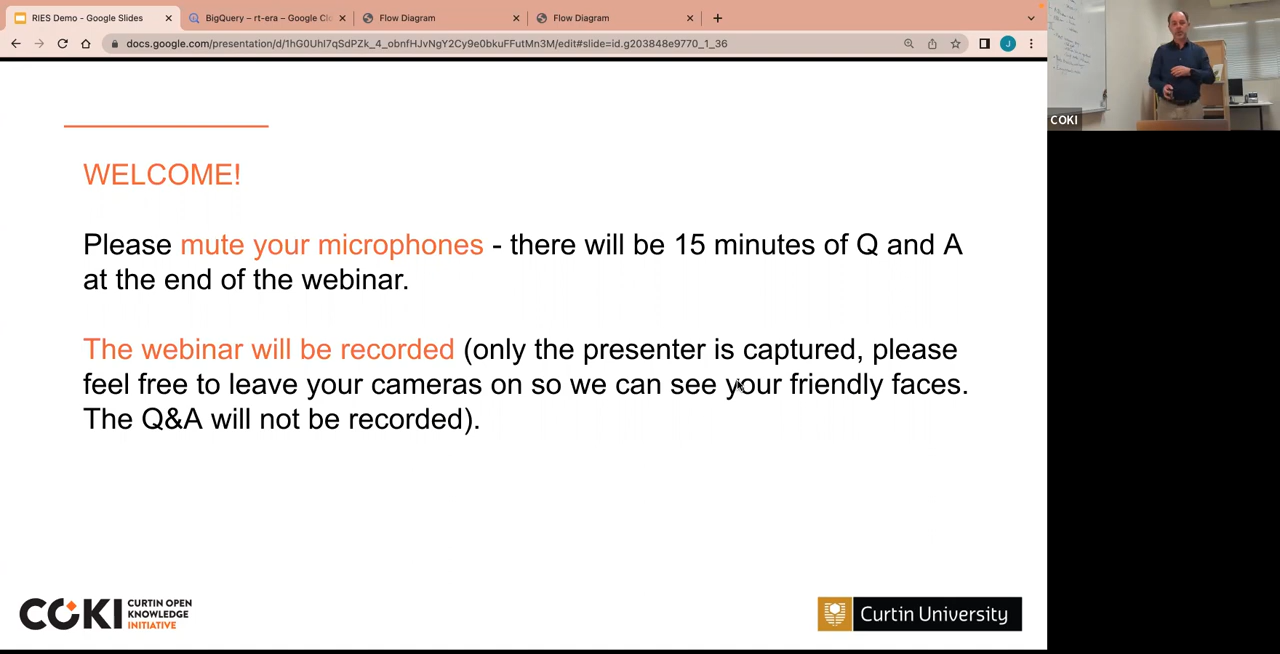 RIES Demo - Google Slides
BigQuery – rt-era – Google Clo
Flow Diagram
Flow Diagram
docs.google.com/presentation/d/1hG0Uhl7qSdPZk_4_obnfHJvNgY2Cy9e0bkuFFutMn3M/edit#slide=id.g203848e9770_1_36
J
COKI
WELCOME!
Please mute your microphones - there will be 15 minutes of Q and A
at the end of the webinar.
The webinar will be recorded (only the presenter is captured, please
feel free to leave your cameras on so we can see your friendly faces.
The Q&A will not be recorded).
COKI
CURTIN OPEN
KNOWLEDGE
INITIATIVE
Curtin University